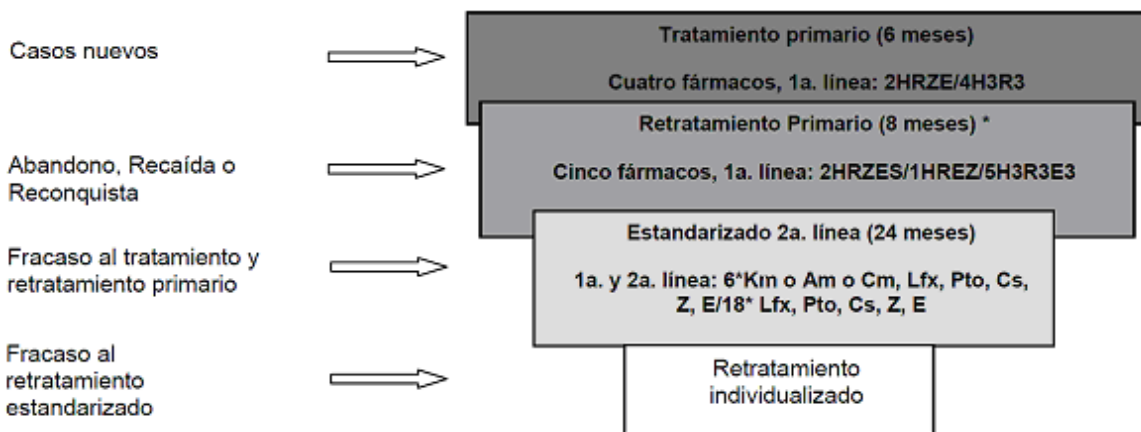 Casos nuevos
Tratamiento primario (6 meses)
Cuatro fármacos, 1a. línea: 2HRZE/4H3R3
Abandono, Recaída o
Reconquista
Retratamiento Primario (8 meses) *
Cinco fármacos, 1a. línea: 2HRZES/1HREZ/5H3R3E3
Fracaso al tratamiento y
retratamiento primario
Estandarizado 2a. línea (24 meses)
1a. y 2a. línea: 6*Km o Am o Cm, Lfx, Pto, Cs,
Z, E/18* Lfx, Pto, Cs, Z, E
Fracaso al
retratamiento
estandarizado
Retratamiento
individualizado